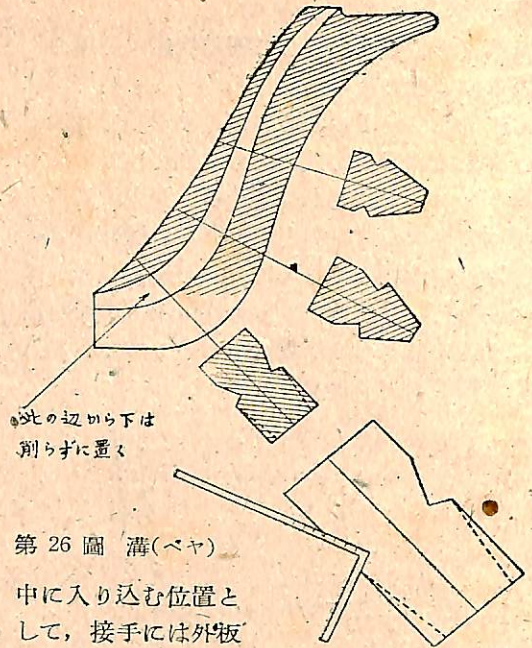 此の辺から下は
削らずに置く
第 26 圖 溝(ベヤ)
中に入り込む位置と
して，接手には外板